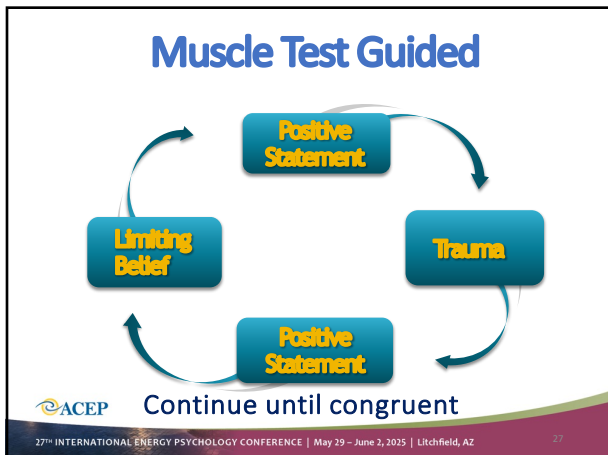 Muscle Test Guided
Positive
Statement
Limiting
Belief
Trauma
Positive
Statement
ACEP
Continue until congruent
27TH INTERNATIONAL ENERGY PSYCHOLOGY CONFERENCE | May 29 – June 2, 2025 | Litchfield, AZ
27